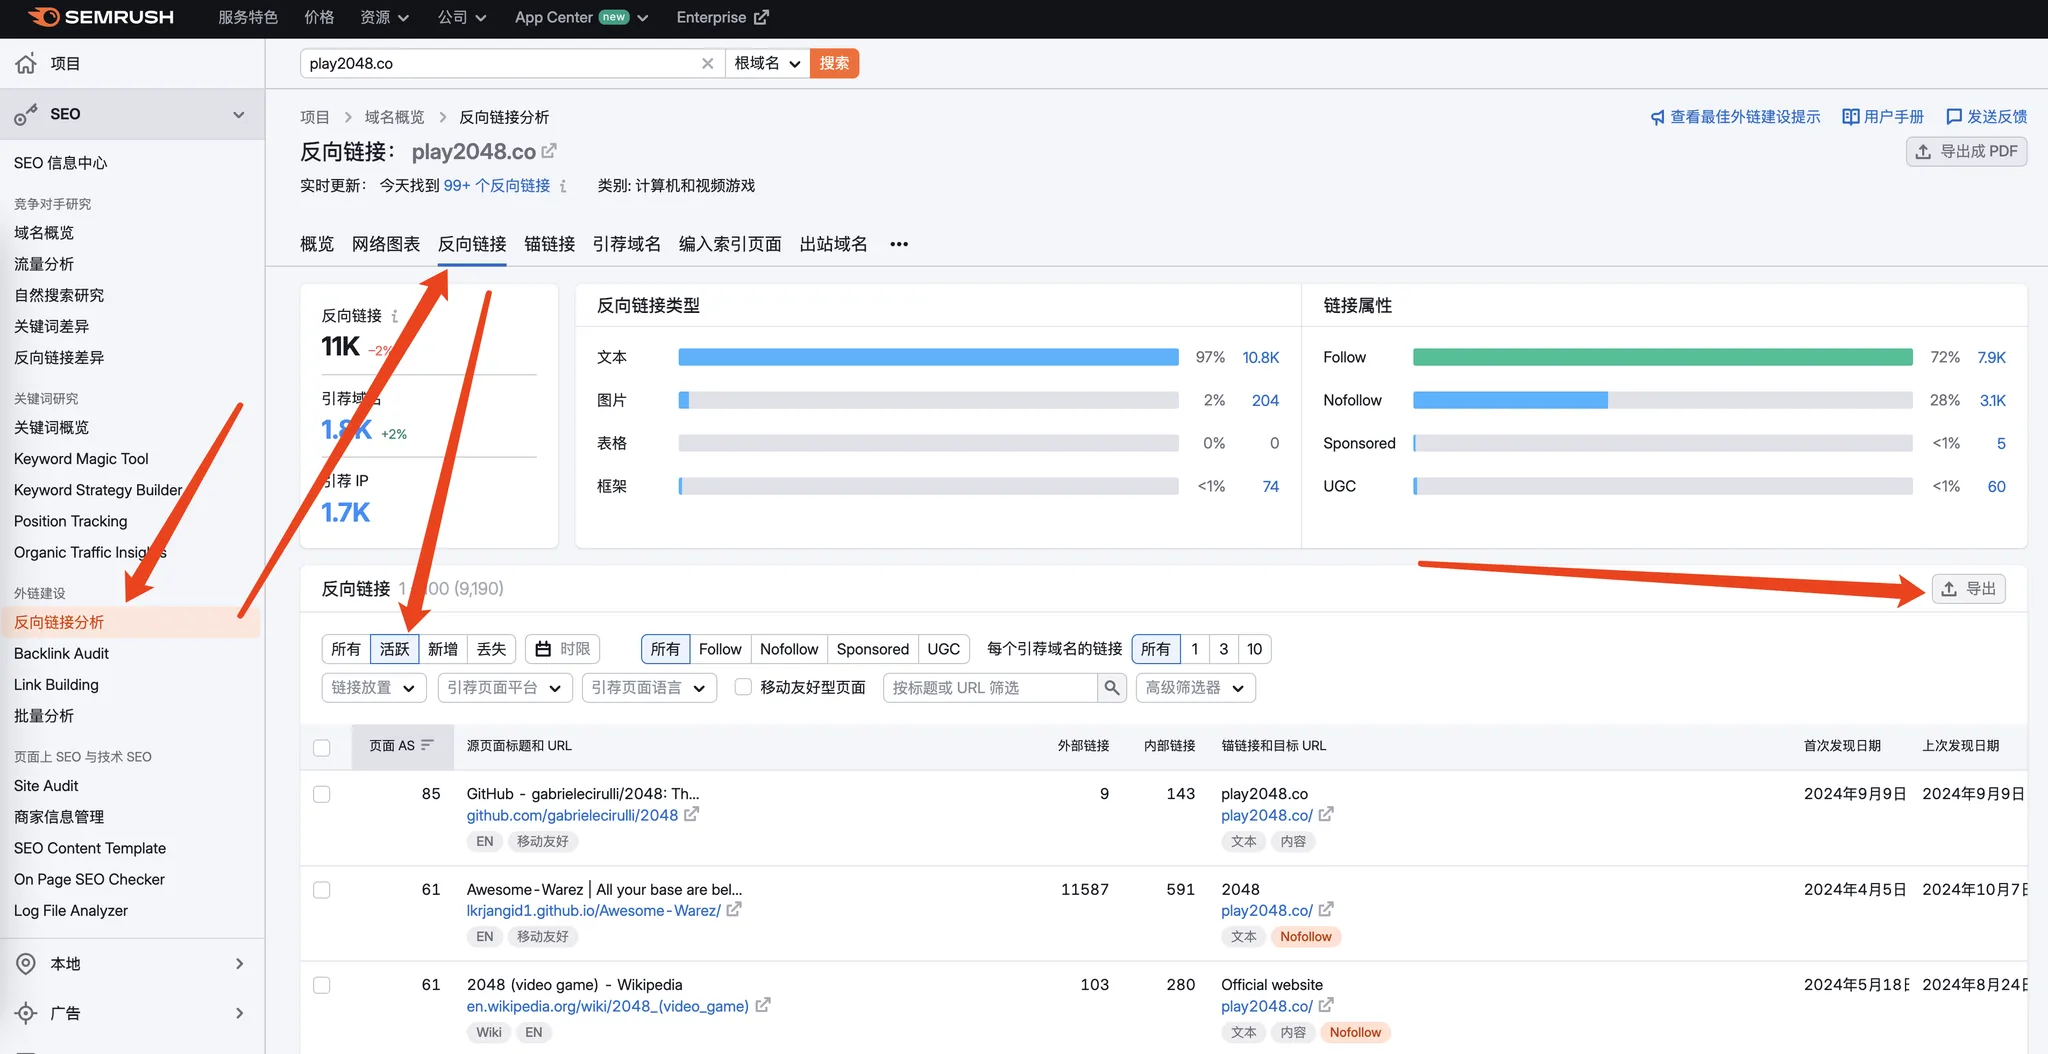 SEMRUSH 服务特色 价格 资源 公司 App Center new Enterprise
项目
play2048.co 根域名 搜索
SEO
SEO 信息中心
竞争对手研究
域名概览
流量分析
自然搜索研究
关键词差异
反向链接差异
关键词研究
关键词概览
Keyword Magic Tool
Keyword Strategy Builder
Position Tracking
Organic Traffic Insights
外链建设
反向链接分析
Backlink Audit
Link Building
批量分析
页面上 SEO 与技术 SEO
Site Audit
商家信息管理
SEO Content Template
On Page SEO Checker
Log File Analyzer
本地
广告
项目 > 域名概览 > 反向链接分析
查看最佳外链建设提示 用户手册 发送反馈
反向链接: play2048.co
导出成 PDF
实时更新: 今天找到 99+ 个反向链接 i 类别: 计算机和视频游戏
概览 网络图表 反向链接 锚链接 引荐域名 编入索引页面 出站域名 •••
反向链接 i
11K -2%
引荐域名
1.8K +2%
引荐 IP
1.7K
反向链接类型
文本 97% 10.8K
图片 2% 204
表格 0% 0
框架 <1% 74
链接属性
Follow 72% 7.9K
Nofollow 28% 3.1K
Sponsored <1% 5
UGC <1% 60
反向链接 1 - 100 (9,190) 导出
所有 活跃 新增 丢失 时限 所有 Follow Nofollow Sponsored UGC 每个引荐域名的链接 所有 1 3 10
链接放置 引荐页面平台 引荐页面语言 移动友好型页面 按标题或 URL 筛选 高级筛选器
页面 AS 源页面标题和 URL 外部链接 内部链接 锚链接和目标 URL 首次发现日期 上次发现日期
85 GitHub - gabrielecirulli/2048: Th... 9 143 play2048.co 2024年9月9日 2024年9月9日
github.com/gabrielecirulli/2048 play2048.co/
EN 移动友好 文本 内容
61 Awesome-Warez | All your base are bel... 11587 591 2048 2024年4月5日 2024年10月7日
lkrjangid1.github.io/Awesome-Warez/ play2048.co/
EN 移动友好 文本 Nofollow
61 2048 (video game) - Wikipedia 103 280 Official website 2024年5月18日 2024年8月24日
en.wikipedia.org/wiki/2048_(video_game) play2048.co/
Wiki EN 文本 内容 Nofollow